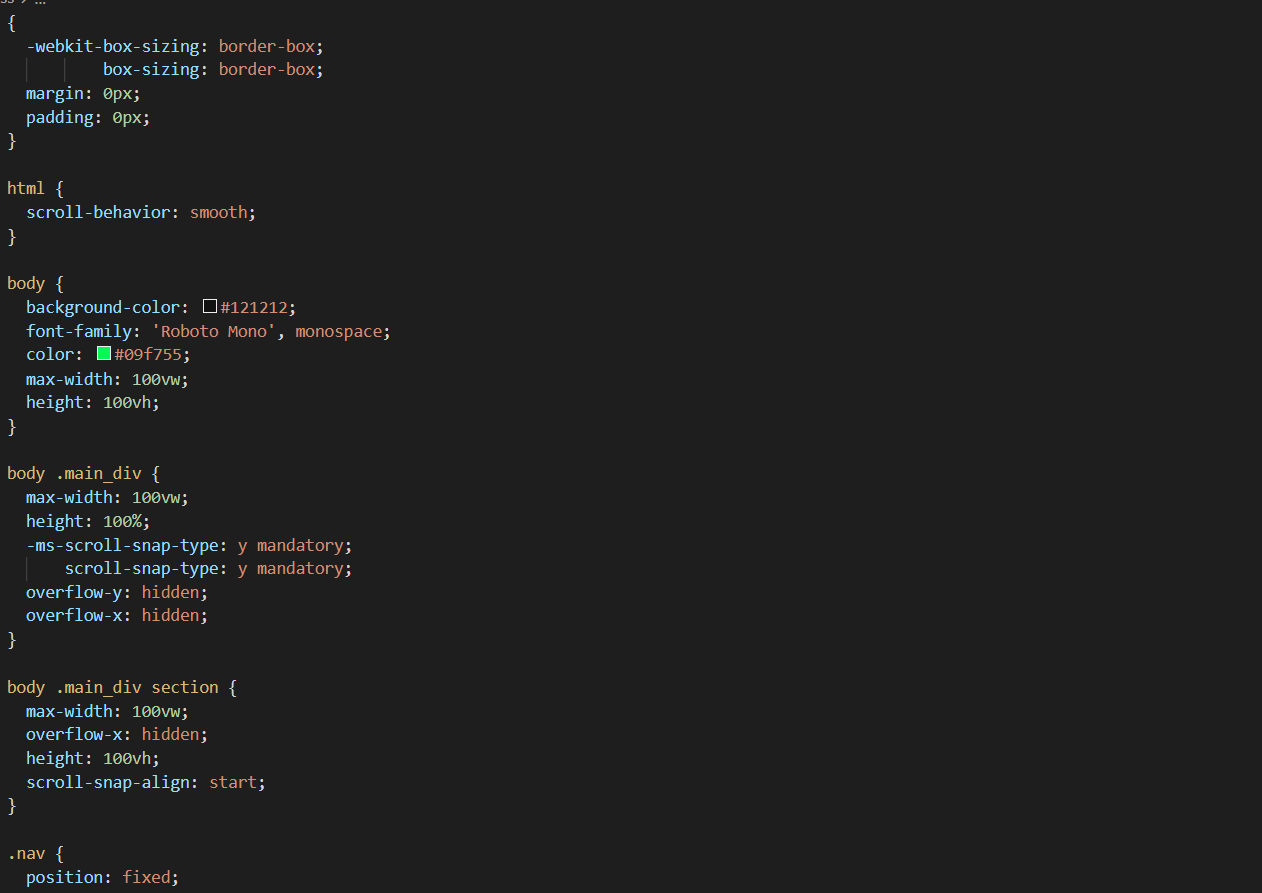 ss > ...
{
  -webkit-box-sizing: border-box;
          box-sizing: border-box;
  margin: 0px;
  padding: 0px;
}

html {
  scroll-behavior: smooth;
}

body {
  background-color: #121212;
  font-family: 'Roboto Mono', monospace;
  color: #09f755;
  max-width: 100vw;
  height: 100vh;
}

body .main_div {
  max-width: 100vw;
  height: 100%;
  -ms-scroll-snap-type: y mandatory;
      scroll-snap-type: y mandatory;
  overflow-y: hidden;
  overflow-x: hidden;
}

body .main_div section {
  max-width: 100vw;
  overflow-x: hidden;
  height: 100vh;
  scroll-snap-align: start;
}

.nav {
  position: fixed;